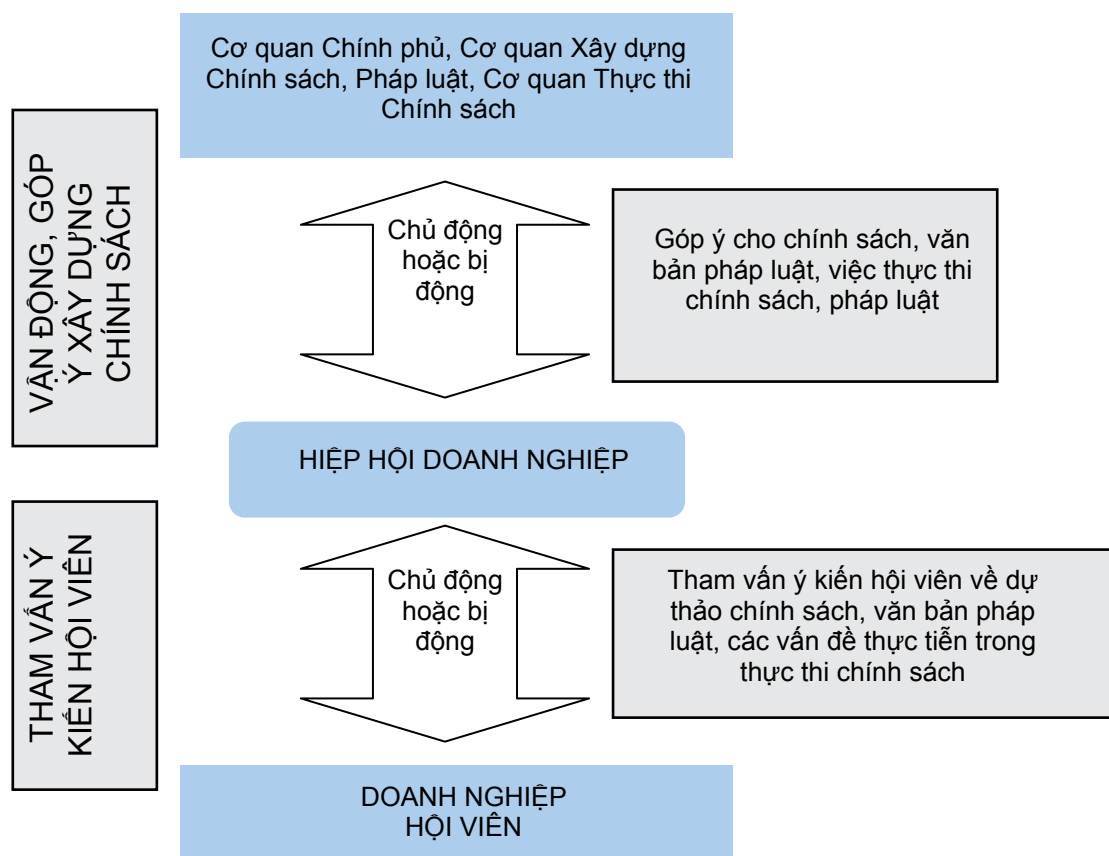 Cơ quan Chính phủ, Cơ quan Xây dựng
Chính sách, Pháp luật, Cơ quan Thực thi
Chính sách
VẬN ĐỘNG, GÓP
Ý XÂY DỰNG
CHÍNH SÁCH
Chủ động
hoặc bị
động
Góp ý cho chính sách, văn
bản pháp luật, việc thực thi
chính sách, pháp luật
HIỆP HỘI DOANH NGHIỆP
THAM VẤN Ý
KIẾN HỘI VIÊN
Chủ động
hoặc bị
động
Tham vấn ý kiến hội viên về dự
thảo chính sách, văn bản pháp
luật, các vấn đề thực tiễn trong
thực thi chính sách
DOANH NGHIỆP
HỘI VIÊN